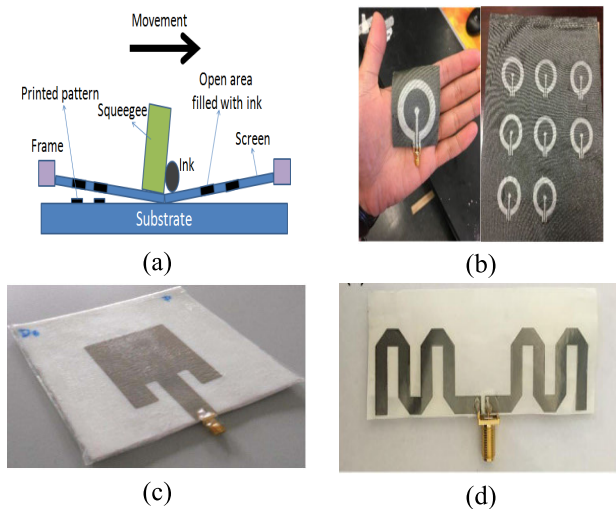 Movement
Printed pattern
Squeegee
Open area
filled with ink
Frame
Ink
Screen
Substrate
(a)
(b)
(c)
(d)